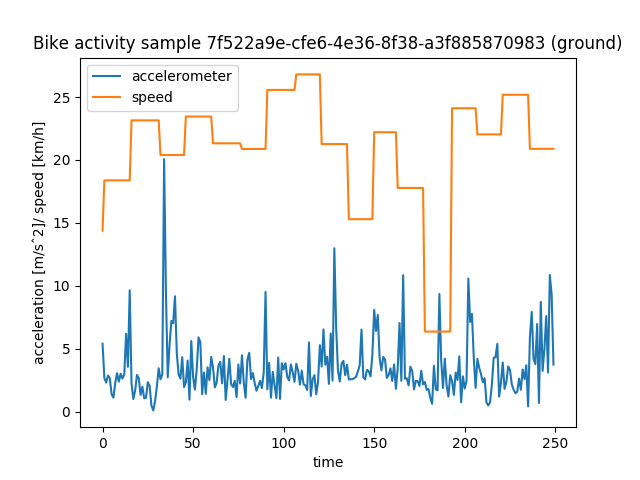 Bike activity sample 7f522a9e-cfe6-4e36-8f38-a3f885870983 (ground)
accelerometer
speed
acceleration [m/s^2]/ speed [km/h]
25
20
15
10
5
0
0
50
100
150
200
250
time